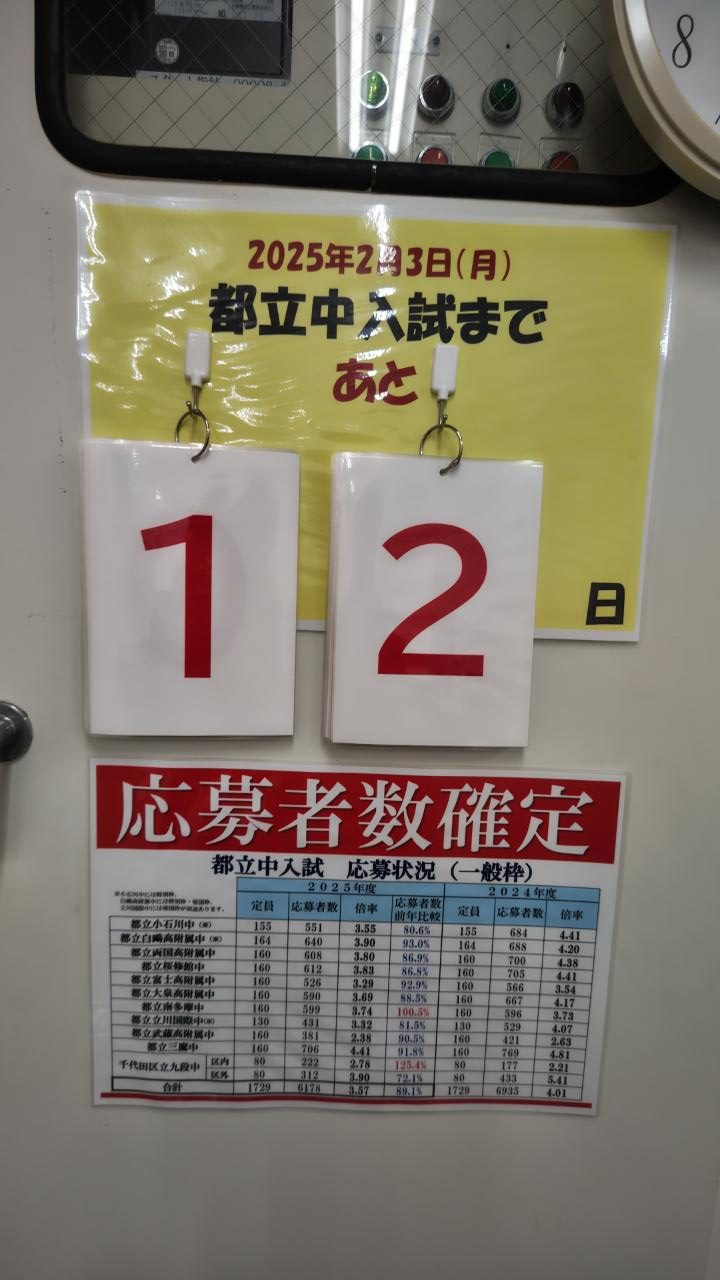 8
2025年2月3日(月)
都立中入試まで
あと
12
日
応募者数確定
都立中入試 応募状況（一般枠）
2025年度 2024年度
定員 応募者数 倍率 応募者数前年比較 定員 応募者数 倍率
都立小石川中(※) 155 551 3.55 80.6% 155 684 4.41
都立白鷗高附属中(※) 164 640 3.90 93.0% 164 688 4.20
都立両国高附属中 160 608 3.80 86.9% 160 700 4.38
都立桜修館中 160 612 3.83 86.8% 160 705 4.41
都立富士高附属中 160 526 3.29 92.9% 160 566 3.54
都立大泉高附属中 160 590 3.69 88.5% 160 667 4.17
都立南多摩中 160 599 3.74 100.5% 160 596 3.73
都立立川国際中(※) 130 431 3.32 81.5% 130 529 4.07
都立武蔵高附属中 160 381 2.38 90.5% 160 421 2.63
都立三鷹中 160 706 4.41 91.8% 160 769 4.81
千代田区立九段中 区内 80 222 2.78 125.4% 80 177 2.21
区外 80 312 3.90 72.1% 80 433 5.41
合計 1729 6178 3.57 89.1% 1729 6935 4.01